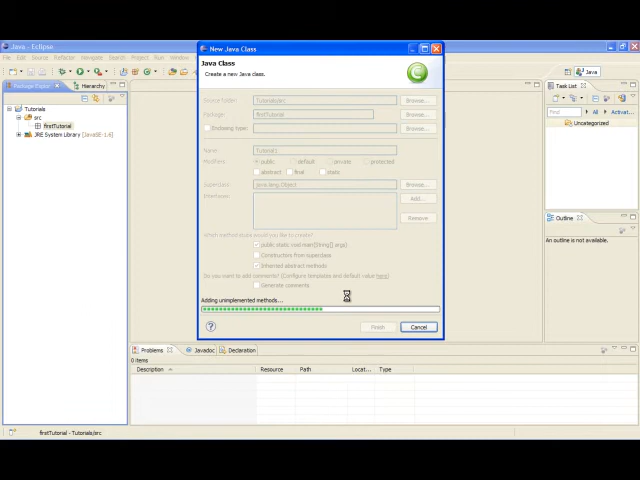 Java - Eclipse
File Edit Source Refactor Navigate Search Project Run Window
Java
Package Explor
Hierarchy
Tutorials
src
firstTutorial
JRE System Library [JavaSE-1.6]
New Java Class
Java Class
Create a new Java class.
Source folder:
Tutorials/src
Browse...
Package:
firstTutorial
Browse...
Enclosing type:
Browse...
Name:
Tutorial1
Modifiers:
public
default
private
protected
abstract
final
static
Superclass:
java.lang.Object
Browse...
Interfaces:
Add...
Remove
Which method stubs would you like to create?
public static void main(String[] args)
Constructors from superclass
Inherited abstract methods
Do you want to add comments? (Configure templates and default value here)
Generate comments
Adding unimplemented methods...
?
Finish
Cancel
Task List
Find
All
Activat...
Uncategorized
Outline
An outline is not available.
Problems
Javadoc
Declaration
0 items
Description
Resource
Path
Locat...
Type
firstTutorial - Tutorials/src